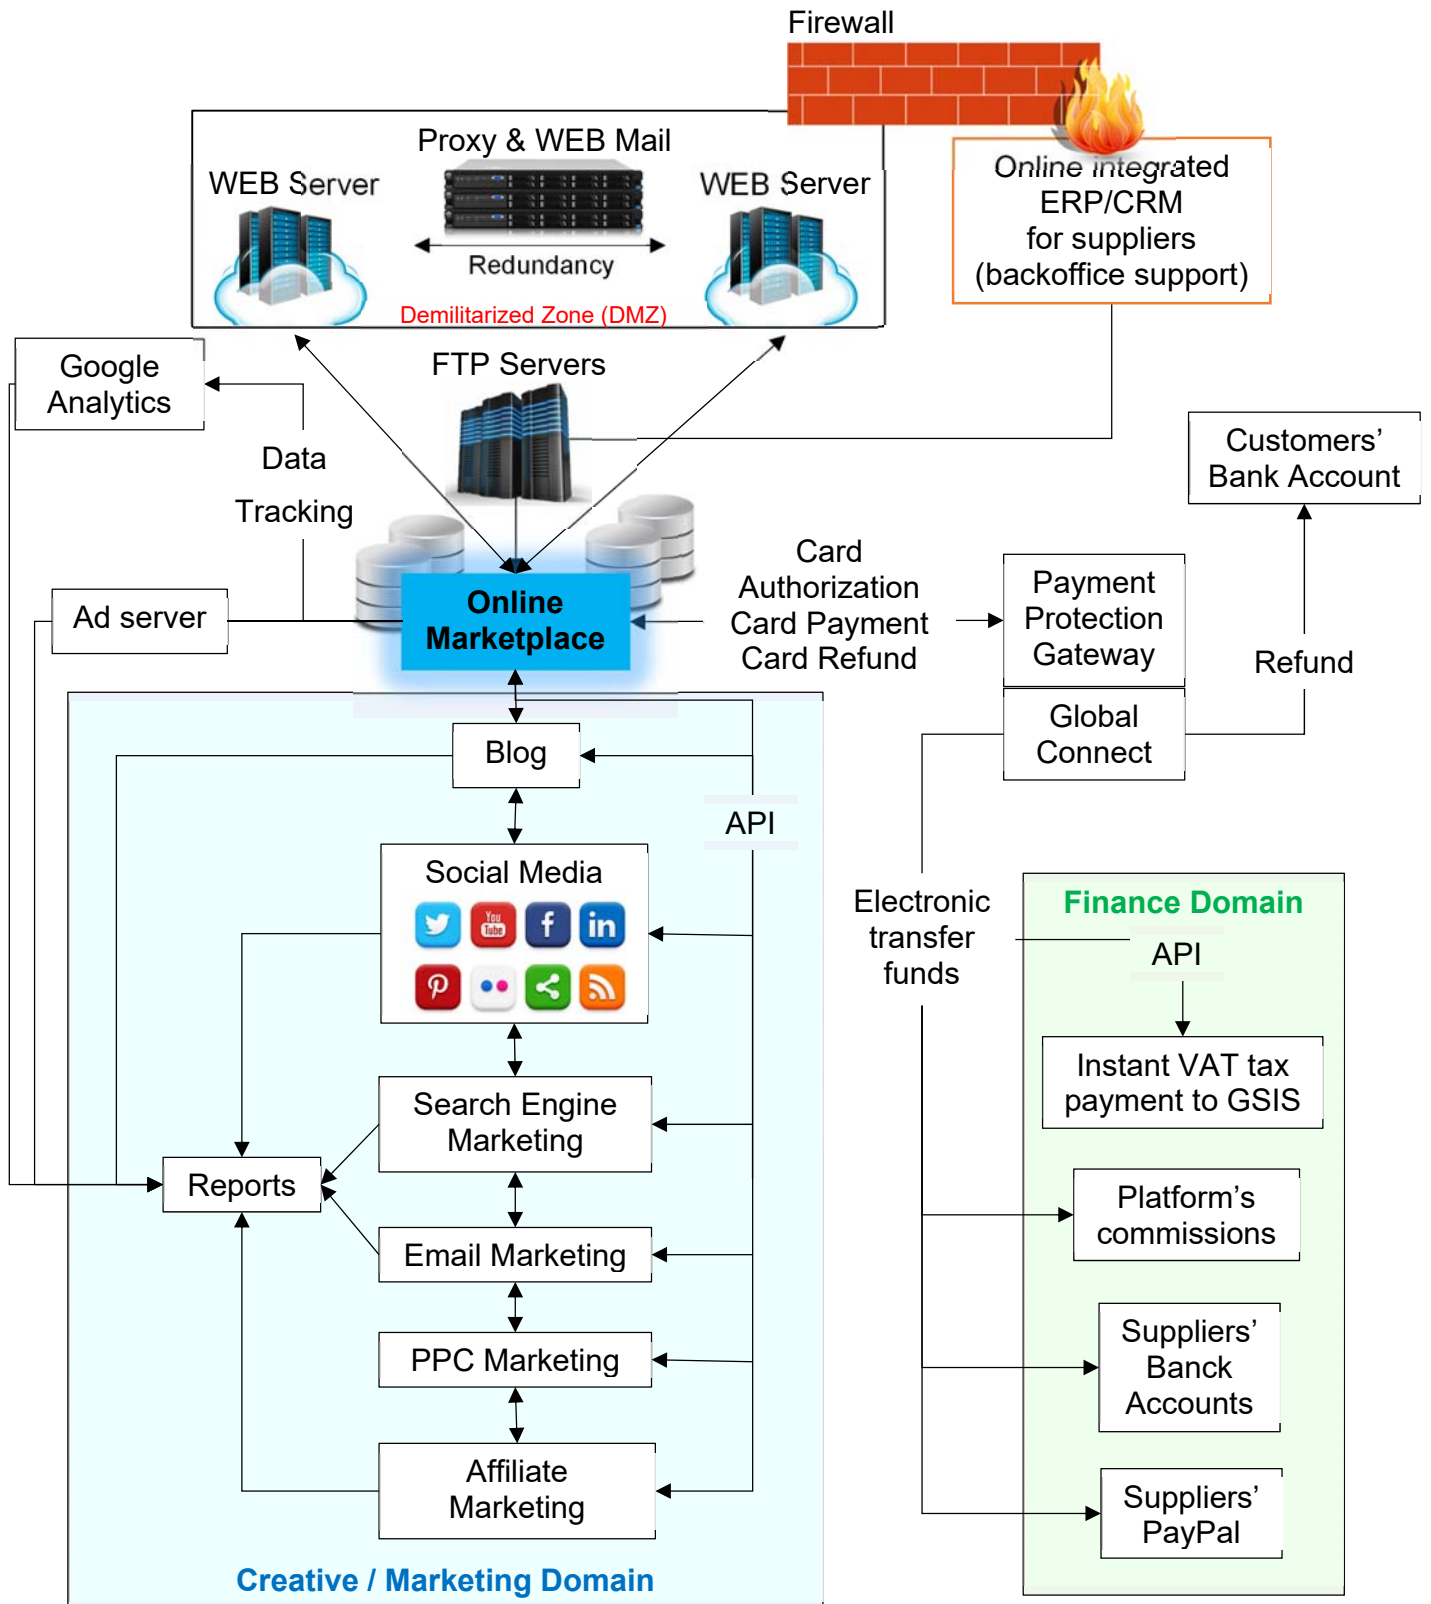 Firewall
Proxy & WEB Mail
WEB Server
WEB Server
Redundancy
Demilitarized Zone (DMZ)
Online integrated
ERP/CRM
for suppliers
(backoffice support)
Google
Analytics
FTP Servers
Data
Tracking
Customers’
Bank Account
Ad server
Online
Marketplace
Card
Authorization
Card Payment
Card Refund
Payment
Protection
Gateway
Refund
Global
Connect
Blog
API
Social Media
You
Tube
f
in
Electronic
transfer
funds
Finance Domain
API
Instant VAT tax
payment to GSIS
Search Engine
Marketing
Reports
Platform’s
commissions
Email Marketing
PPC Marketing
Suppliers’
Banck
Accounts
Affiliate
Marketing
Suppliers’
PayPal
Creative / Marketing Domain